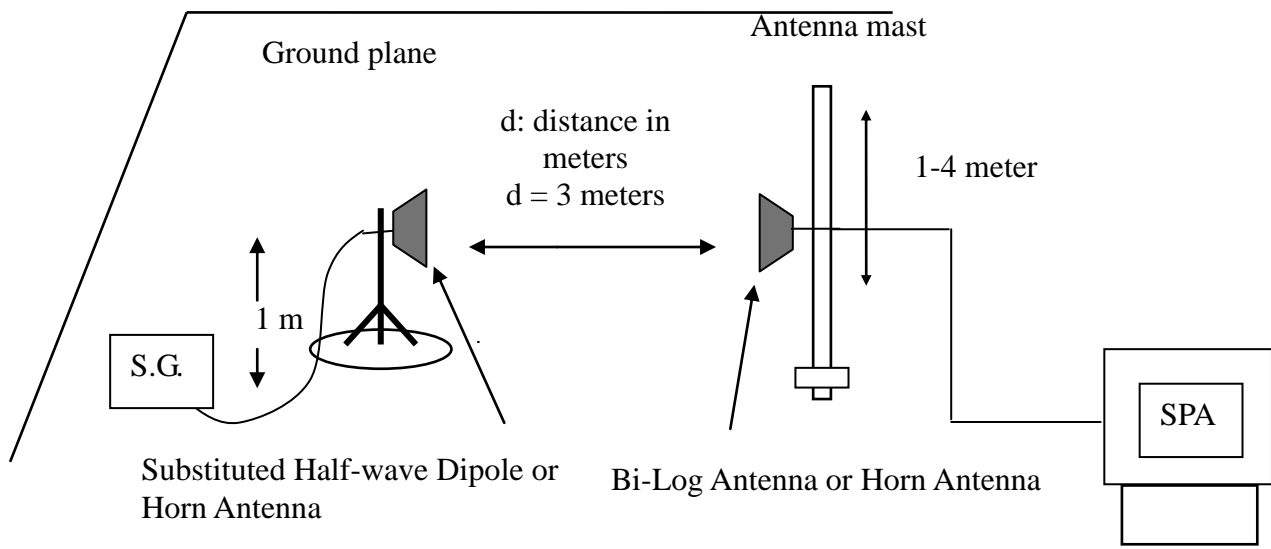 Ground plane
Antenna mast
d: distance in
meters
d = 3 meters
1-4 meter
1 m
S.G.
SPA
Substituted Half-wave Dipole or
Horn Antenna
Bi-Log Antenna or Horn Antenna